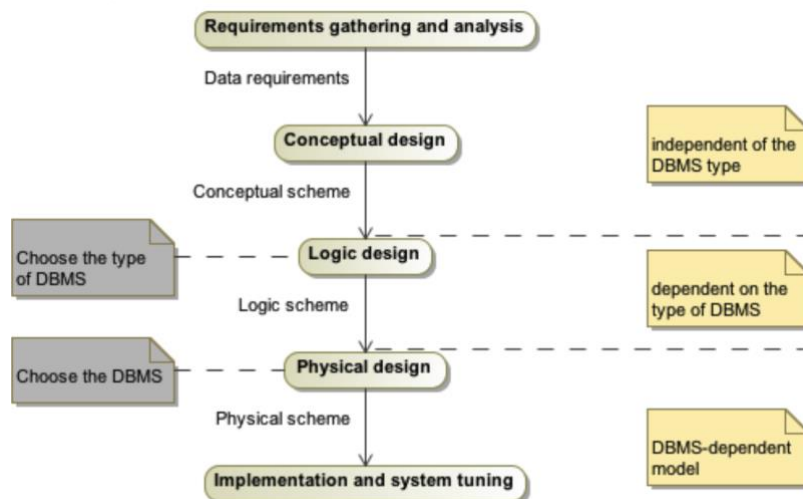 Requirements gathering and analysis
Data requirements
Conceptual design
independent of the
DBMS type
Conceptual scheme
Choose the type
of DBMS
Logic design
dependent on the
type of DBMS
Logic scheme
Choose the DBMS
Physical design
Physical scheme
DBMS-dependent
model
Implementation and system tuning